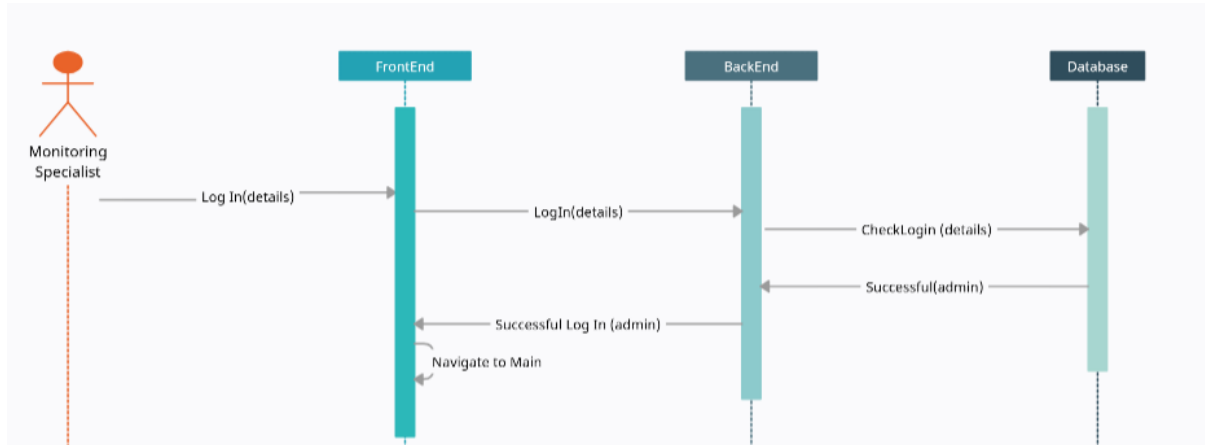 FrontEnd
BackEnd
Database
Monitoring
Specialist
Log In(details)
LogIn(details)
CheckLogin (details)
Successful(admin)
Successful Log In (admin)
Navigate to Main